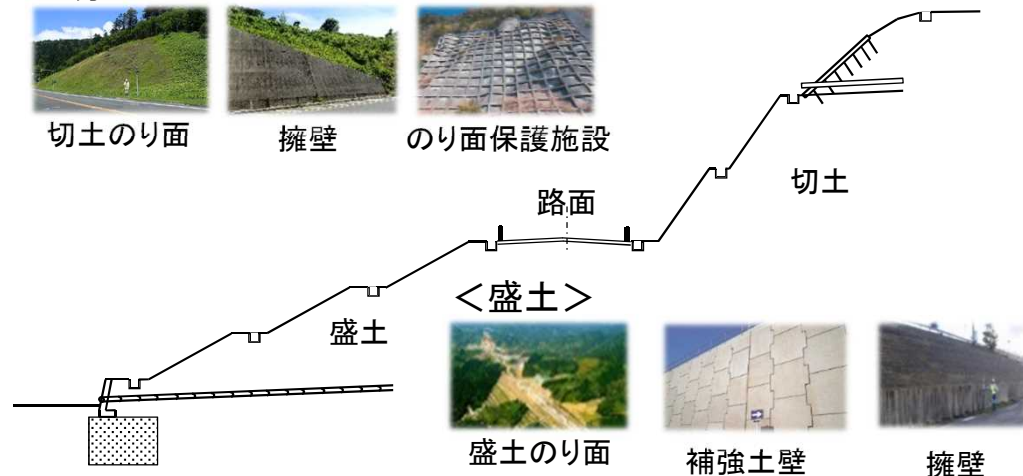 切土のり面
擁壁
のり面保護施設
切土
路面
<盛土>
盛土
盛土のり面
補強土壁
擁壁